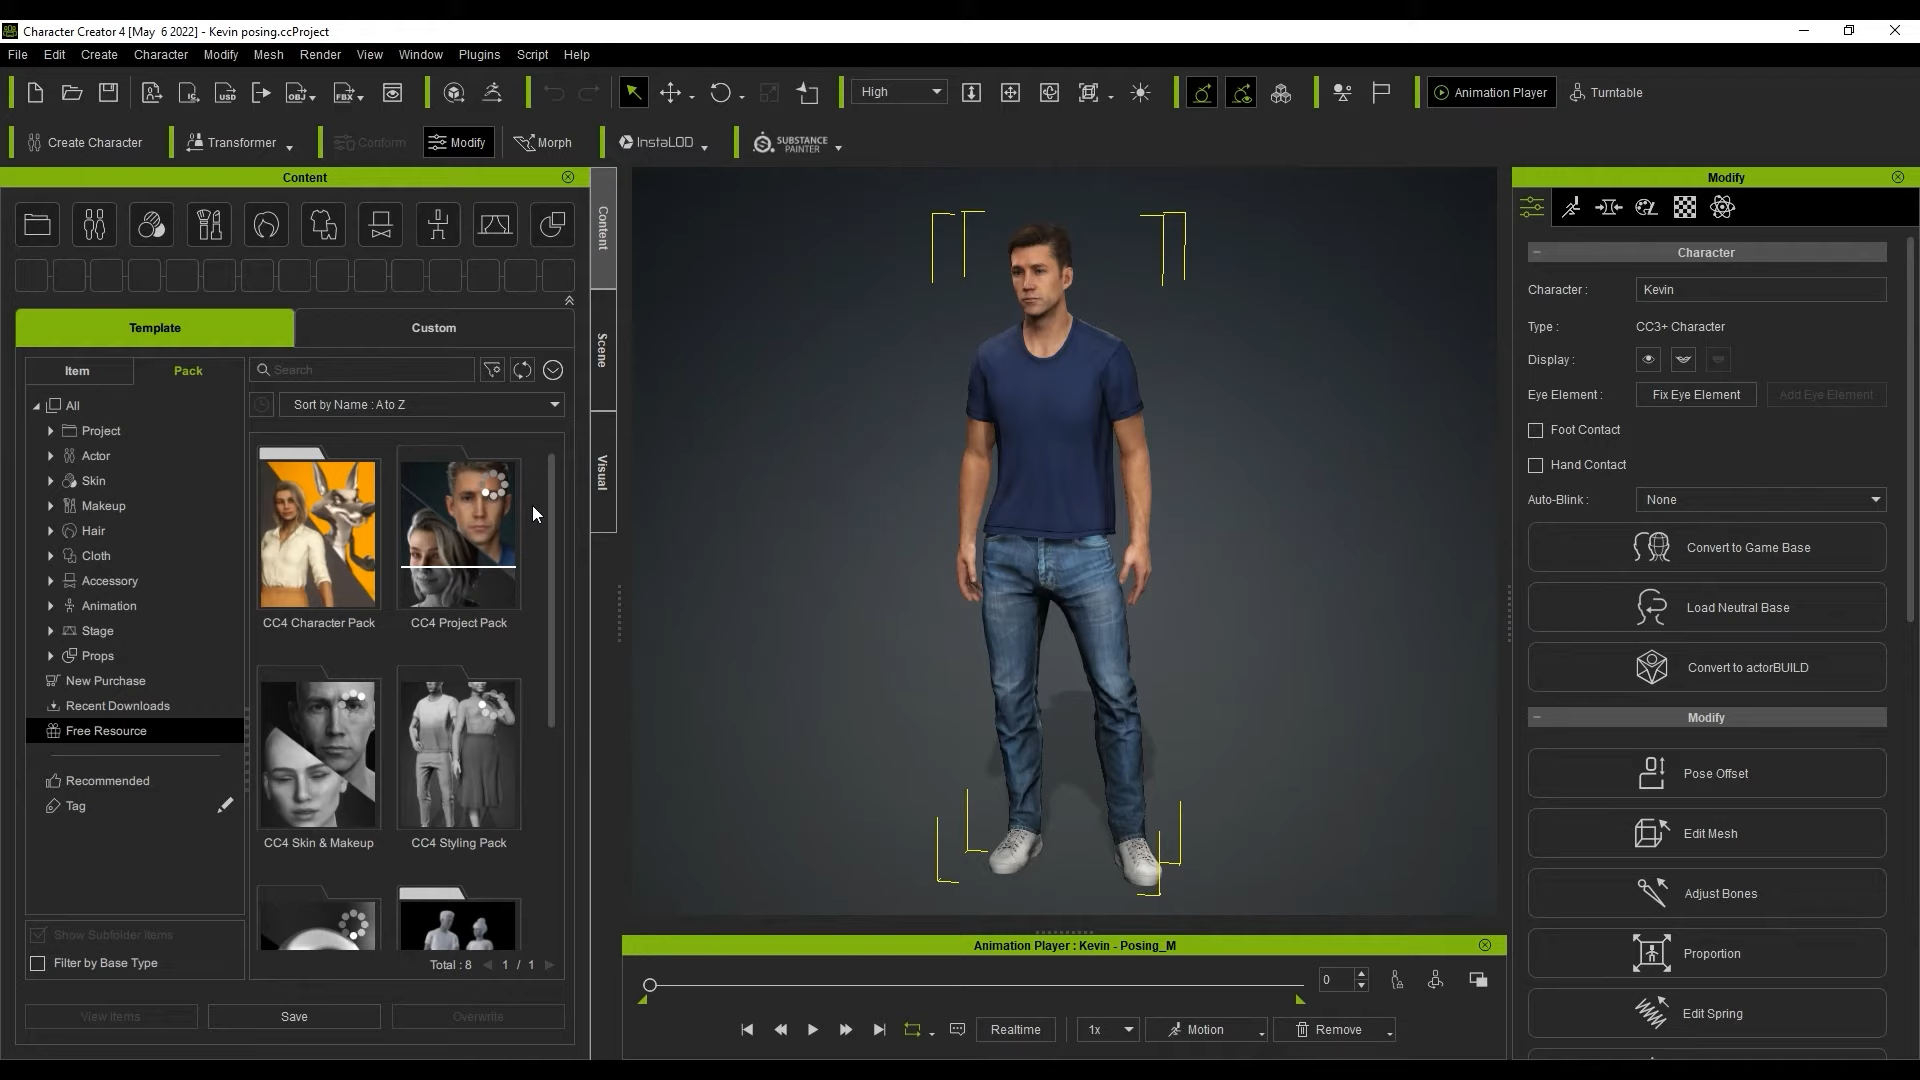 Character Creator 4 [May  6 2022] - Kevin posing.ccProject
File Edit Create Character Modify Mesh Render View Window Plugins Script Help
IC USD OBJ FBX High Animation Player Turntable
Create Character Transformer Conform Modify Morph InstaLOD SUBSTANCE PAINTER
Content
Template Custom
Item Pack
Search
Sort by Name : A to Z
All
Project
Actor
Skin
Makeup
Hair
Cloth
Accessory
Animation
Stage
Props
New Purchase
Recent Downloads
Free Resource
Recommended
Tag
CC4 Character Pack CC4 Project Pack
CC4 Skin & Makeup CC4 Styling Pack
Show Subfolder Items
Filter by Base Type
Total : 8 1 / 1
View Items Save Overwrite
Content
Scene
Visual
Animation Player : Kevin - Posing_M
0
Realtime 1x Motion Remove
Modify
Character
Character : Kevin
Type : CC3+ Character
Display :
Eye Element : Fix Eye Element Add Eye Element
Foot Contact
Hand Contact
Auto-Blink : None
Convert to Game Base
Load Neutral Base
Convert to actorBUILD
Modify
Pose Offset
Edit Mesh
Adjust Bones
Proportion
Edit Spring